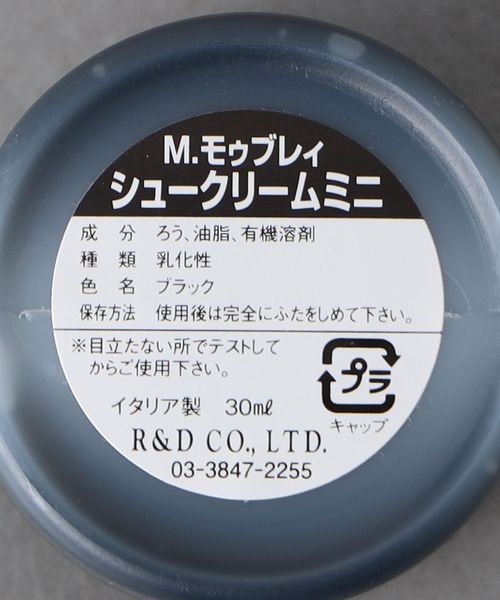 M.モゥブレィ
シュークリームミニ
成 分 ろう、油脂、有機溶剤
種 類 乳化性
色 名 ブラック
保存方法 使用後は完全にふたをしめて下さい。
※目立たない所でテストして
からご使用下さい。
プラ
キャップ
イタリア製 30mℓ
R&D CO., LTD.
03-3847-2255